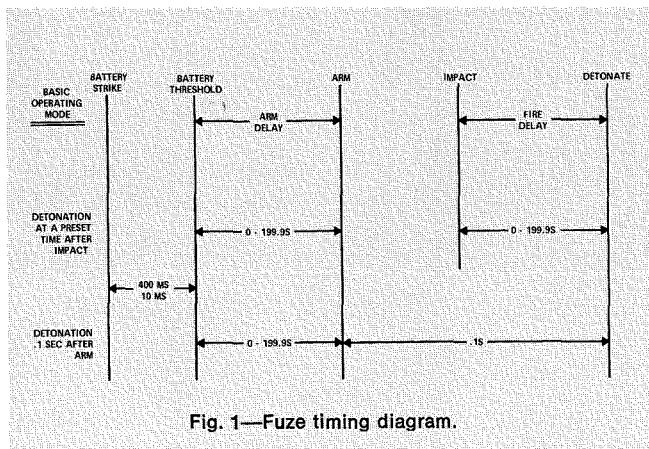 BATTERY STRIKE
BATTERY THRESHOLD
ARM
IMPACT
DETONATE
BASIC OPERATING MODE
ARM DELAY
FIRE DELAY
DETONATION AT A PRESET TIME AFTER IMPACT
0 - 199.9S
0 - 199.9S
400 MS
10 MS
DETONATION .1 SEC AFTER ARM
0 - 199.9S
.1S
Fig. 1—Fuze timing diagram.